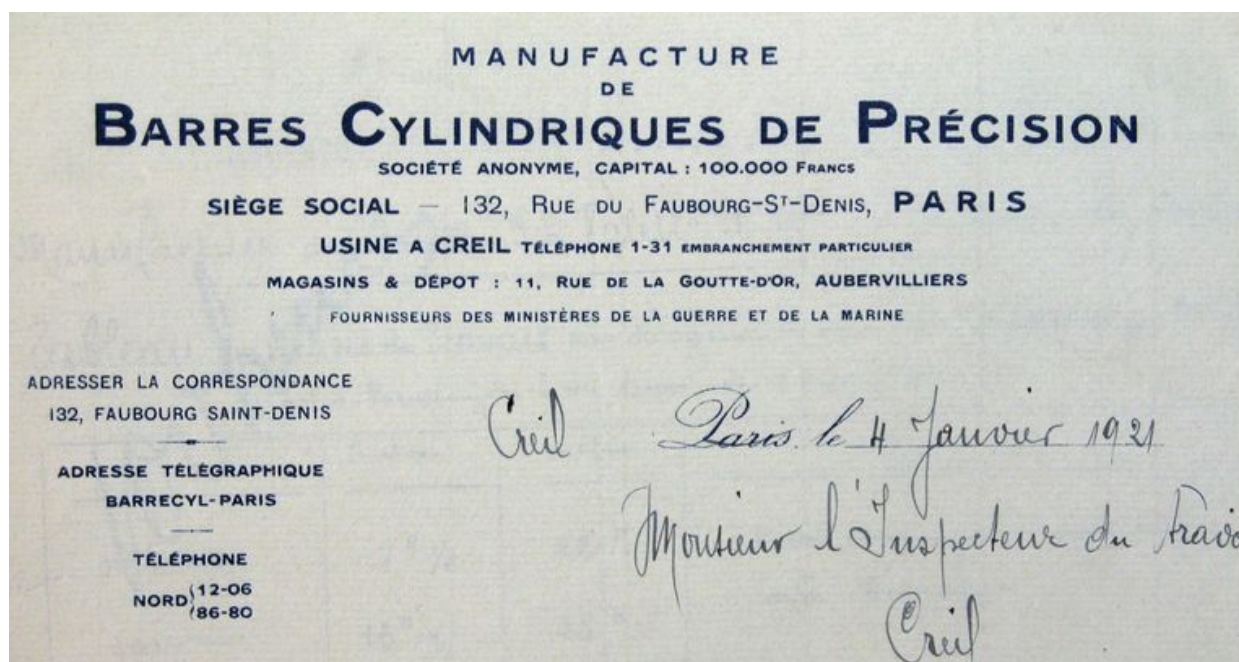 MANUFACTURE
DE
BARRES CYLINDRIQUES DE PRÉCISION
SOCIÉTÉ ANONYME, CAPITAL : 100.000 FRANCS
SIÈGE SOCIAL – 132, RUE DU FAUBOURG-ST-DENIS, PARIS
USINE A CREIL TÉLÉPHONE 1-31 EMBRANCHEMENT PARTICULIER
MAGASINS & DÉPOT : 11, RUE DE LA GOUTTE-D'OR, AUBERVILLIERS
FOURNISSEURS DES MINISTÈRES DE LA GUERRE ET DE LA MARINE
ADRESSER LA CORRESPONDANCE
132, FAUBOURG SAINT-DENIS
ADRESSE TÉLÉGRAPHIQUE
BARRECYL-PARIS
TÉLÉPHONE
NORD 12-06
86-80
Creil Paris, le 4 Janvier 1921
Monsieur l'Inspecteur du Trava
Creil